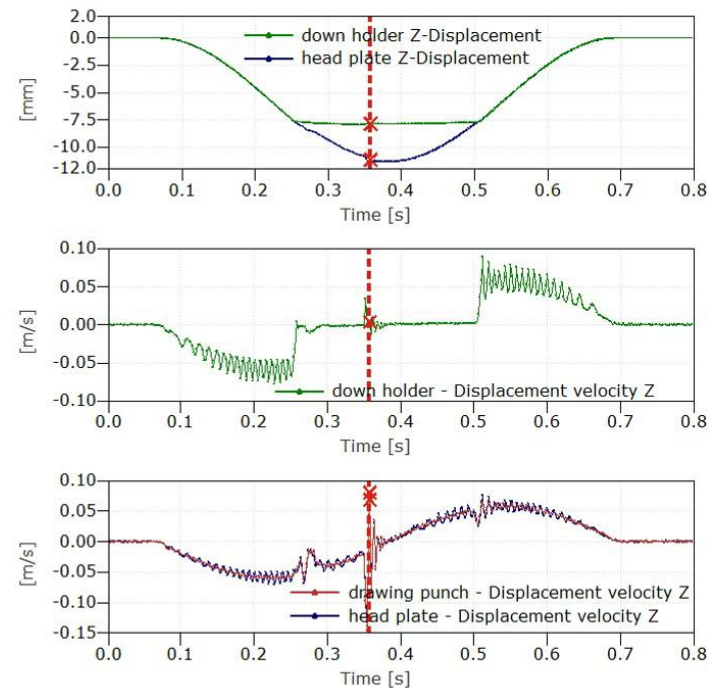 2.0
down holder Z-Displacement
0.0
head plate Z-Displacement
-2.5
[mm]
-5.0
-7.5
-10.0
-12.0
0.0 0.1 0.2 0.3 0.4 0.5 0.6 0.7 0.8
Time [s]
0.10
0.05
[m/s]
0.00
-0.05
down holder - Displacement velocity Z
-0.10
0.0 0.1 0.2 0.3 0.4 0.5 0.6 0.7 0.8
Time [s]
0.10
0.05
[m/s]
0.00
-0.05
drawing punch - Displacement velocity Z
-0.10
head plate - Displacement velocity Z
-0.15
0.0 0.1 0.2 0.3 0.4 0.5 0.6 0.7 0.8
Time [s]